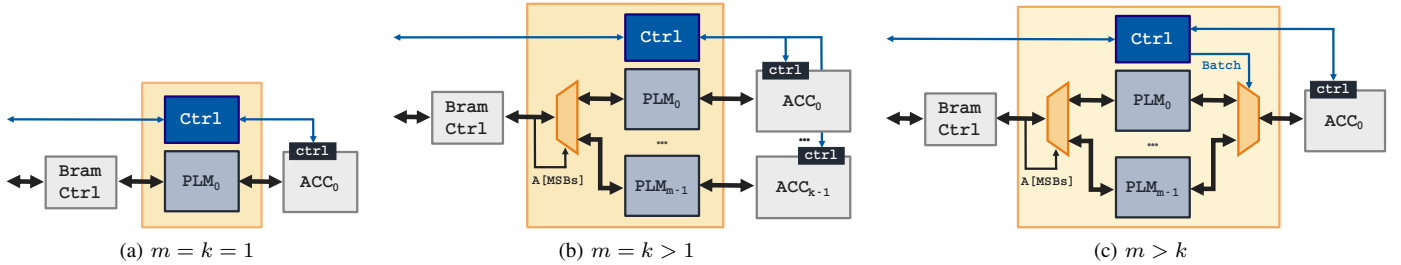 Ctrl
ctrl
Bram
Ctrl
PLM₀
ACC₀
(a) m = k = 1
Ctrl
ctrl
Bram
Ctrl
PLM₀
ACC₀
...
...
ctrl
A[MSBs]
PLMₘ₋₁
ACCₖ₋₁
(b) m = k > 1
Ctrl
Batch
ctrl
Bram
Ctrl
PLM₀
ACC₀
...
A[MSBs]
PLMₘ₋₁
(c) m > k